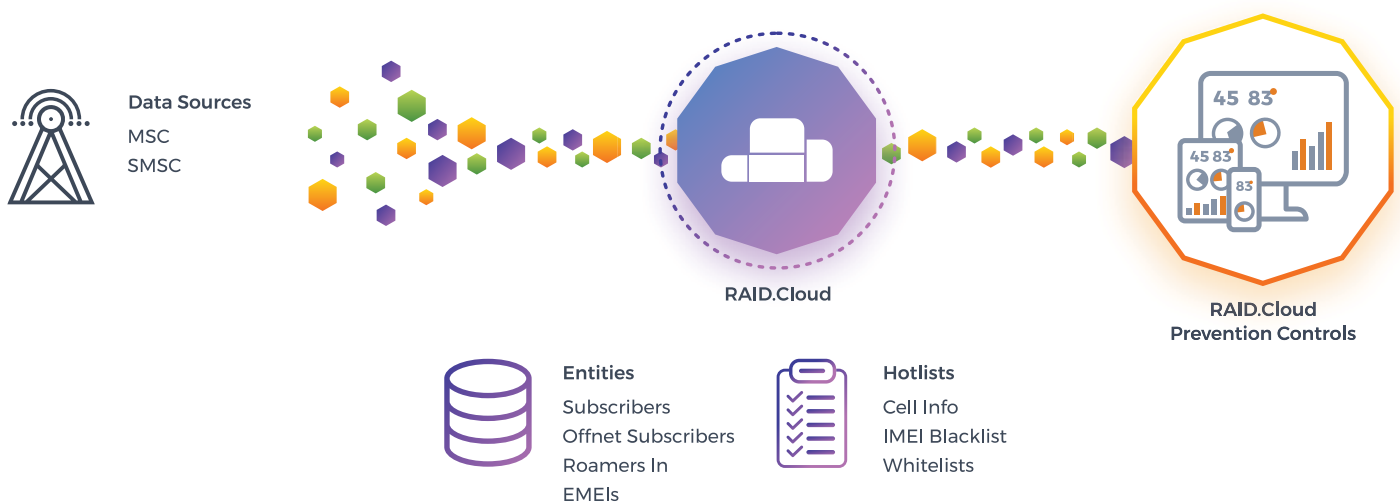 Data Sources
MSC
SMSC
RAID.Cloud
45 83
45 83
83
RAID.Cloud
Prevention Controls
Entities
Subscribers
Offnet Subscribers
Roamers In
EMEIs
Hotlists
Cell Info
IMEI Blacklist
Whitelists